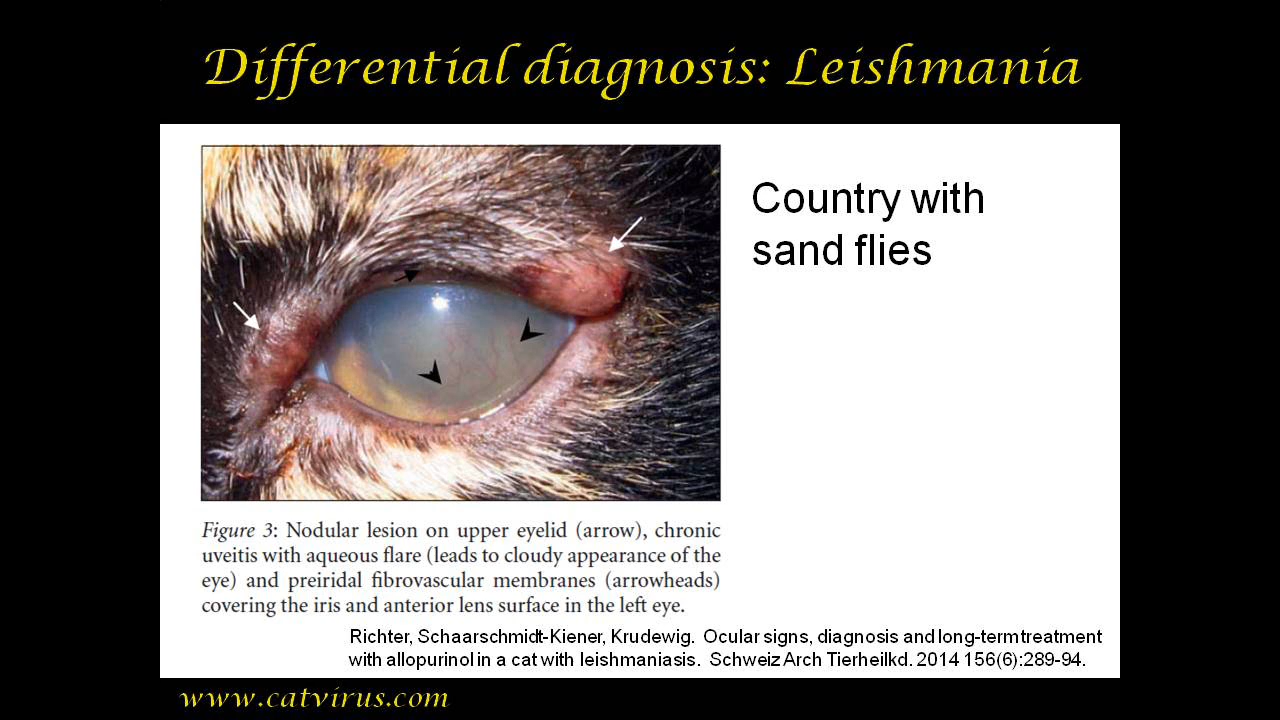 Differential diagnosis: Leishmania
Country with
sand flies
Figure 3: Nodular lesion on upper eyelid (arrow), chronic
uveitis with aqueous flare (leads to cloudy appearance of the
eye) and preiridal fibrovascular membranes (arrowheads)
covering the iris and anterior lens surface in the left eye.
Richter, Schaarschmidt-Kiener, Krudewig. Ocular signs, diagnosis and long-term treatment
with allopurinol in a cat with leishmaniasis. Schweiz Arch Tierheilkd. 2014 156(6):289-94.
www.catvirus.com